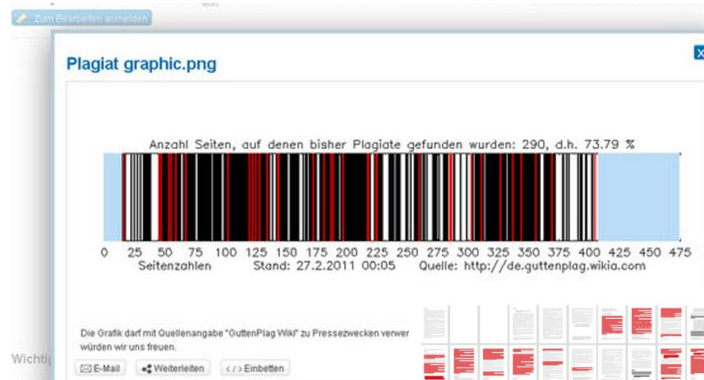 Zum Bearbeiten anmelden
Plagiat graphic.png
X
Anzahl Seiten, auf denen bisher Plagiate gefunden wurden: 290, d.h. 73.79 %
0 25 50 75 100 125 150 175 200 225 250 275 300 325 350 375 400 425 450 475
Seitenzahlen Stand: 27.2.2011 00:05 Quelle: http://de.guttenplag.wikia.com
Die Grafik darf mit Quellenangabe "GuttenPlag Wiki" zu Pressezwecken verwer
würden wir uns freuen.
Wichti
E-Mail Weiterleiten </> Einbetten